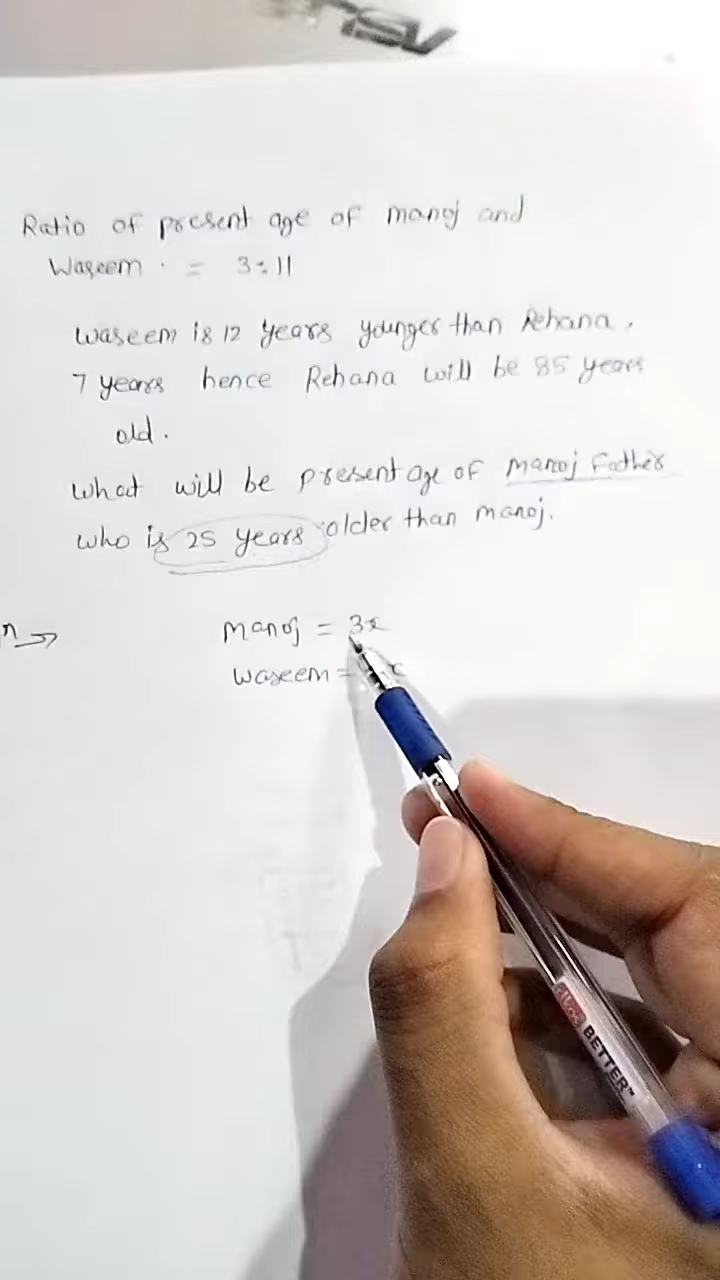 Ratio of present age of manoj and
Waseem = 3:11
waseem is 12 years younger than Rehana.
7 years hence Rehana will be 85 years
old.
what will be present age of manoj Father
who is 25 years older than manoj.
manoj = 3x
waseem = x
elkos BETTER™